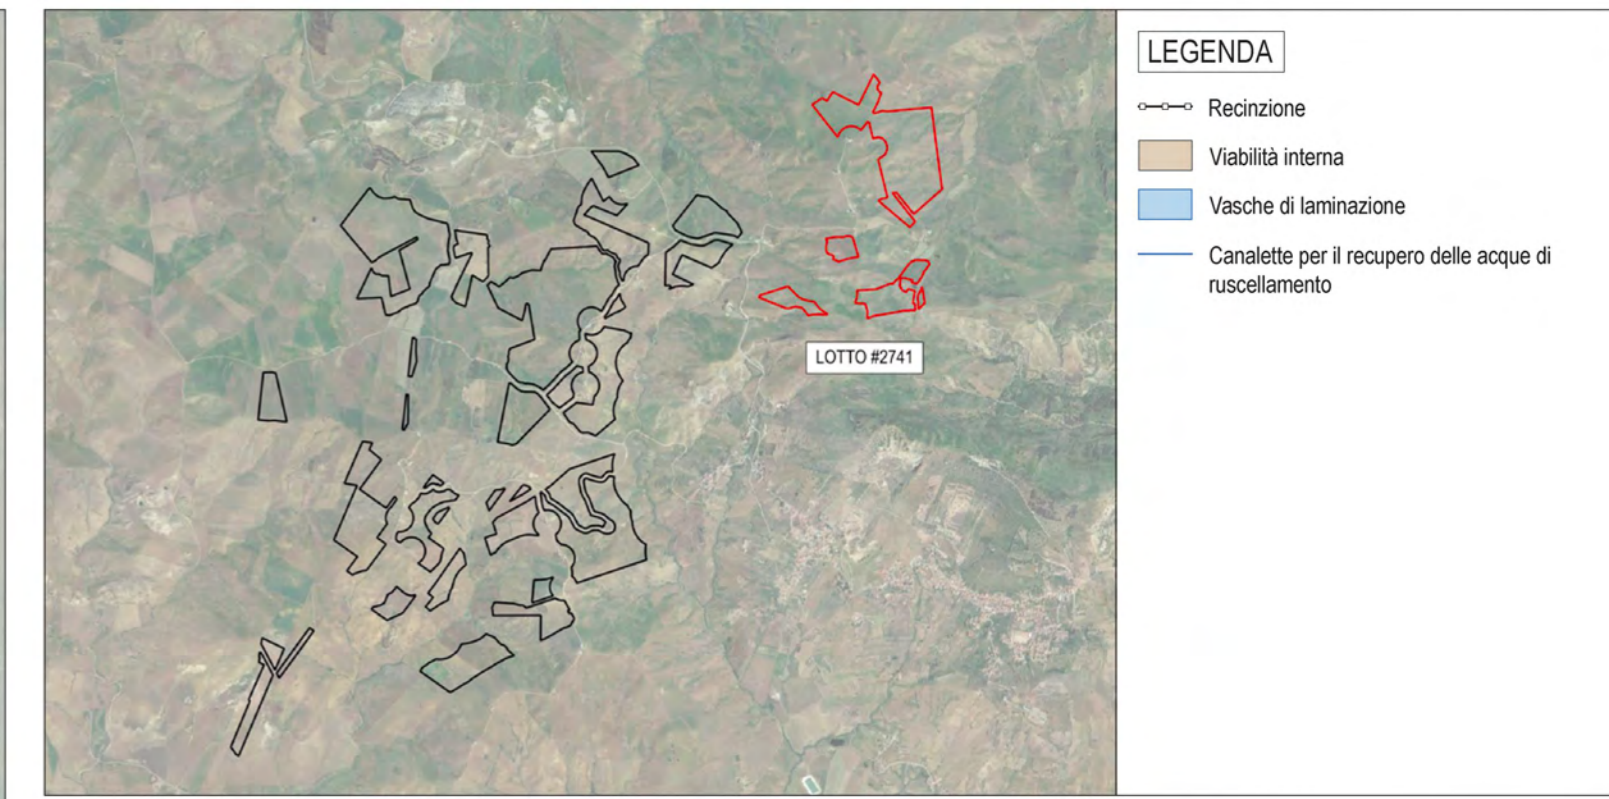 LEGENDA
Recinzione
Viabilità interna
Vasche di laminazione
Canalette per il recupero delle acque di
ruscellamento
LOTTO #2741